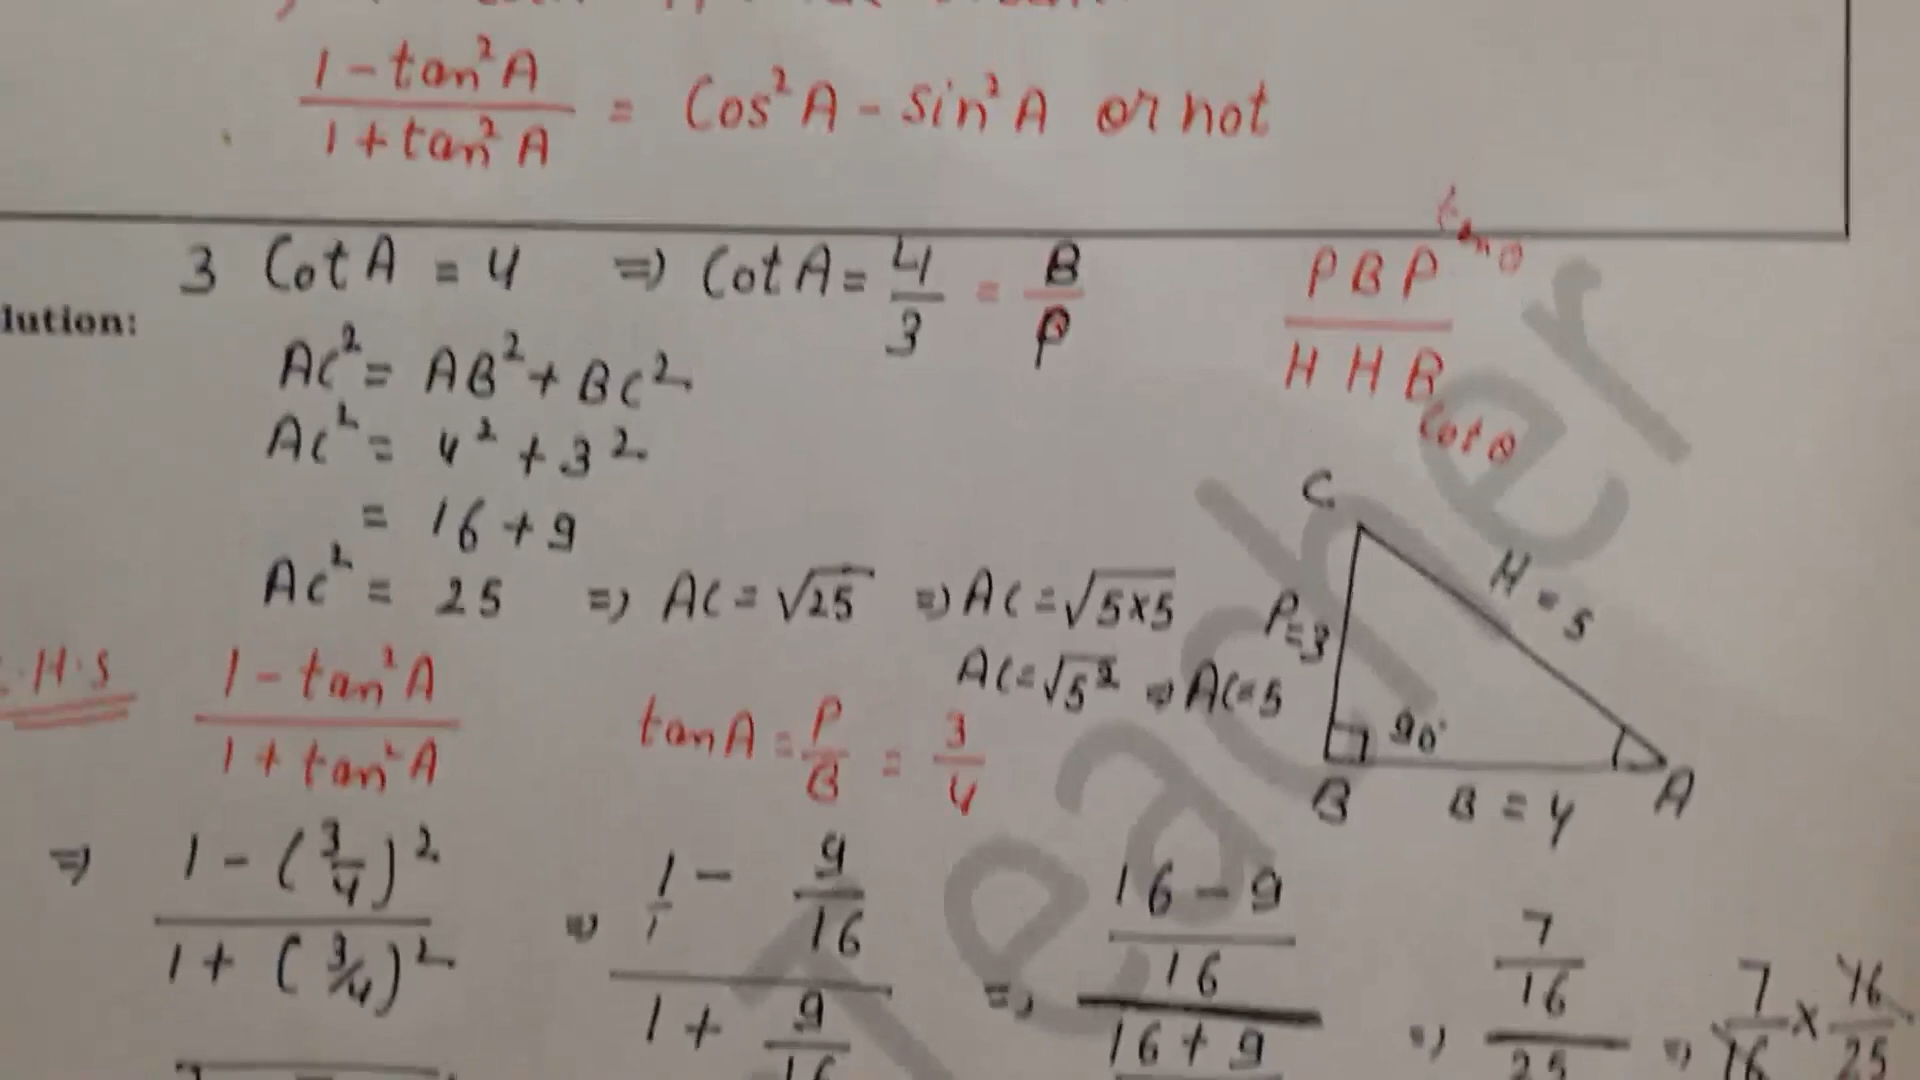 1 - tan²A / 1 + tan²A = Cos²A - Sin²A or not
3 Cot A = 4 => Cot A = 4/3 = B/P
tan θ
P B P / H H B
Cot θ
lution:
AC² = AB² + BC²
AC² = 4² + 3²
= 16 + 9
AC² = 25 => AC = √25 => AC = √5×5
AC = √5² => AC = 5
C
H = 5
P = 3
90°
B
B = 4
A
.H.S 1 - tan²A / 1 + tan²A tan A = P/B = 3/4
=> 1 - (3/4)² / 1 + (3/4)² => 1/1 - 9/16 / 1 + 9/16 => 16 - 9 / 16 / 16 + 9 => 7/16 / 25 => 7/16 × 16/25
Teacher